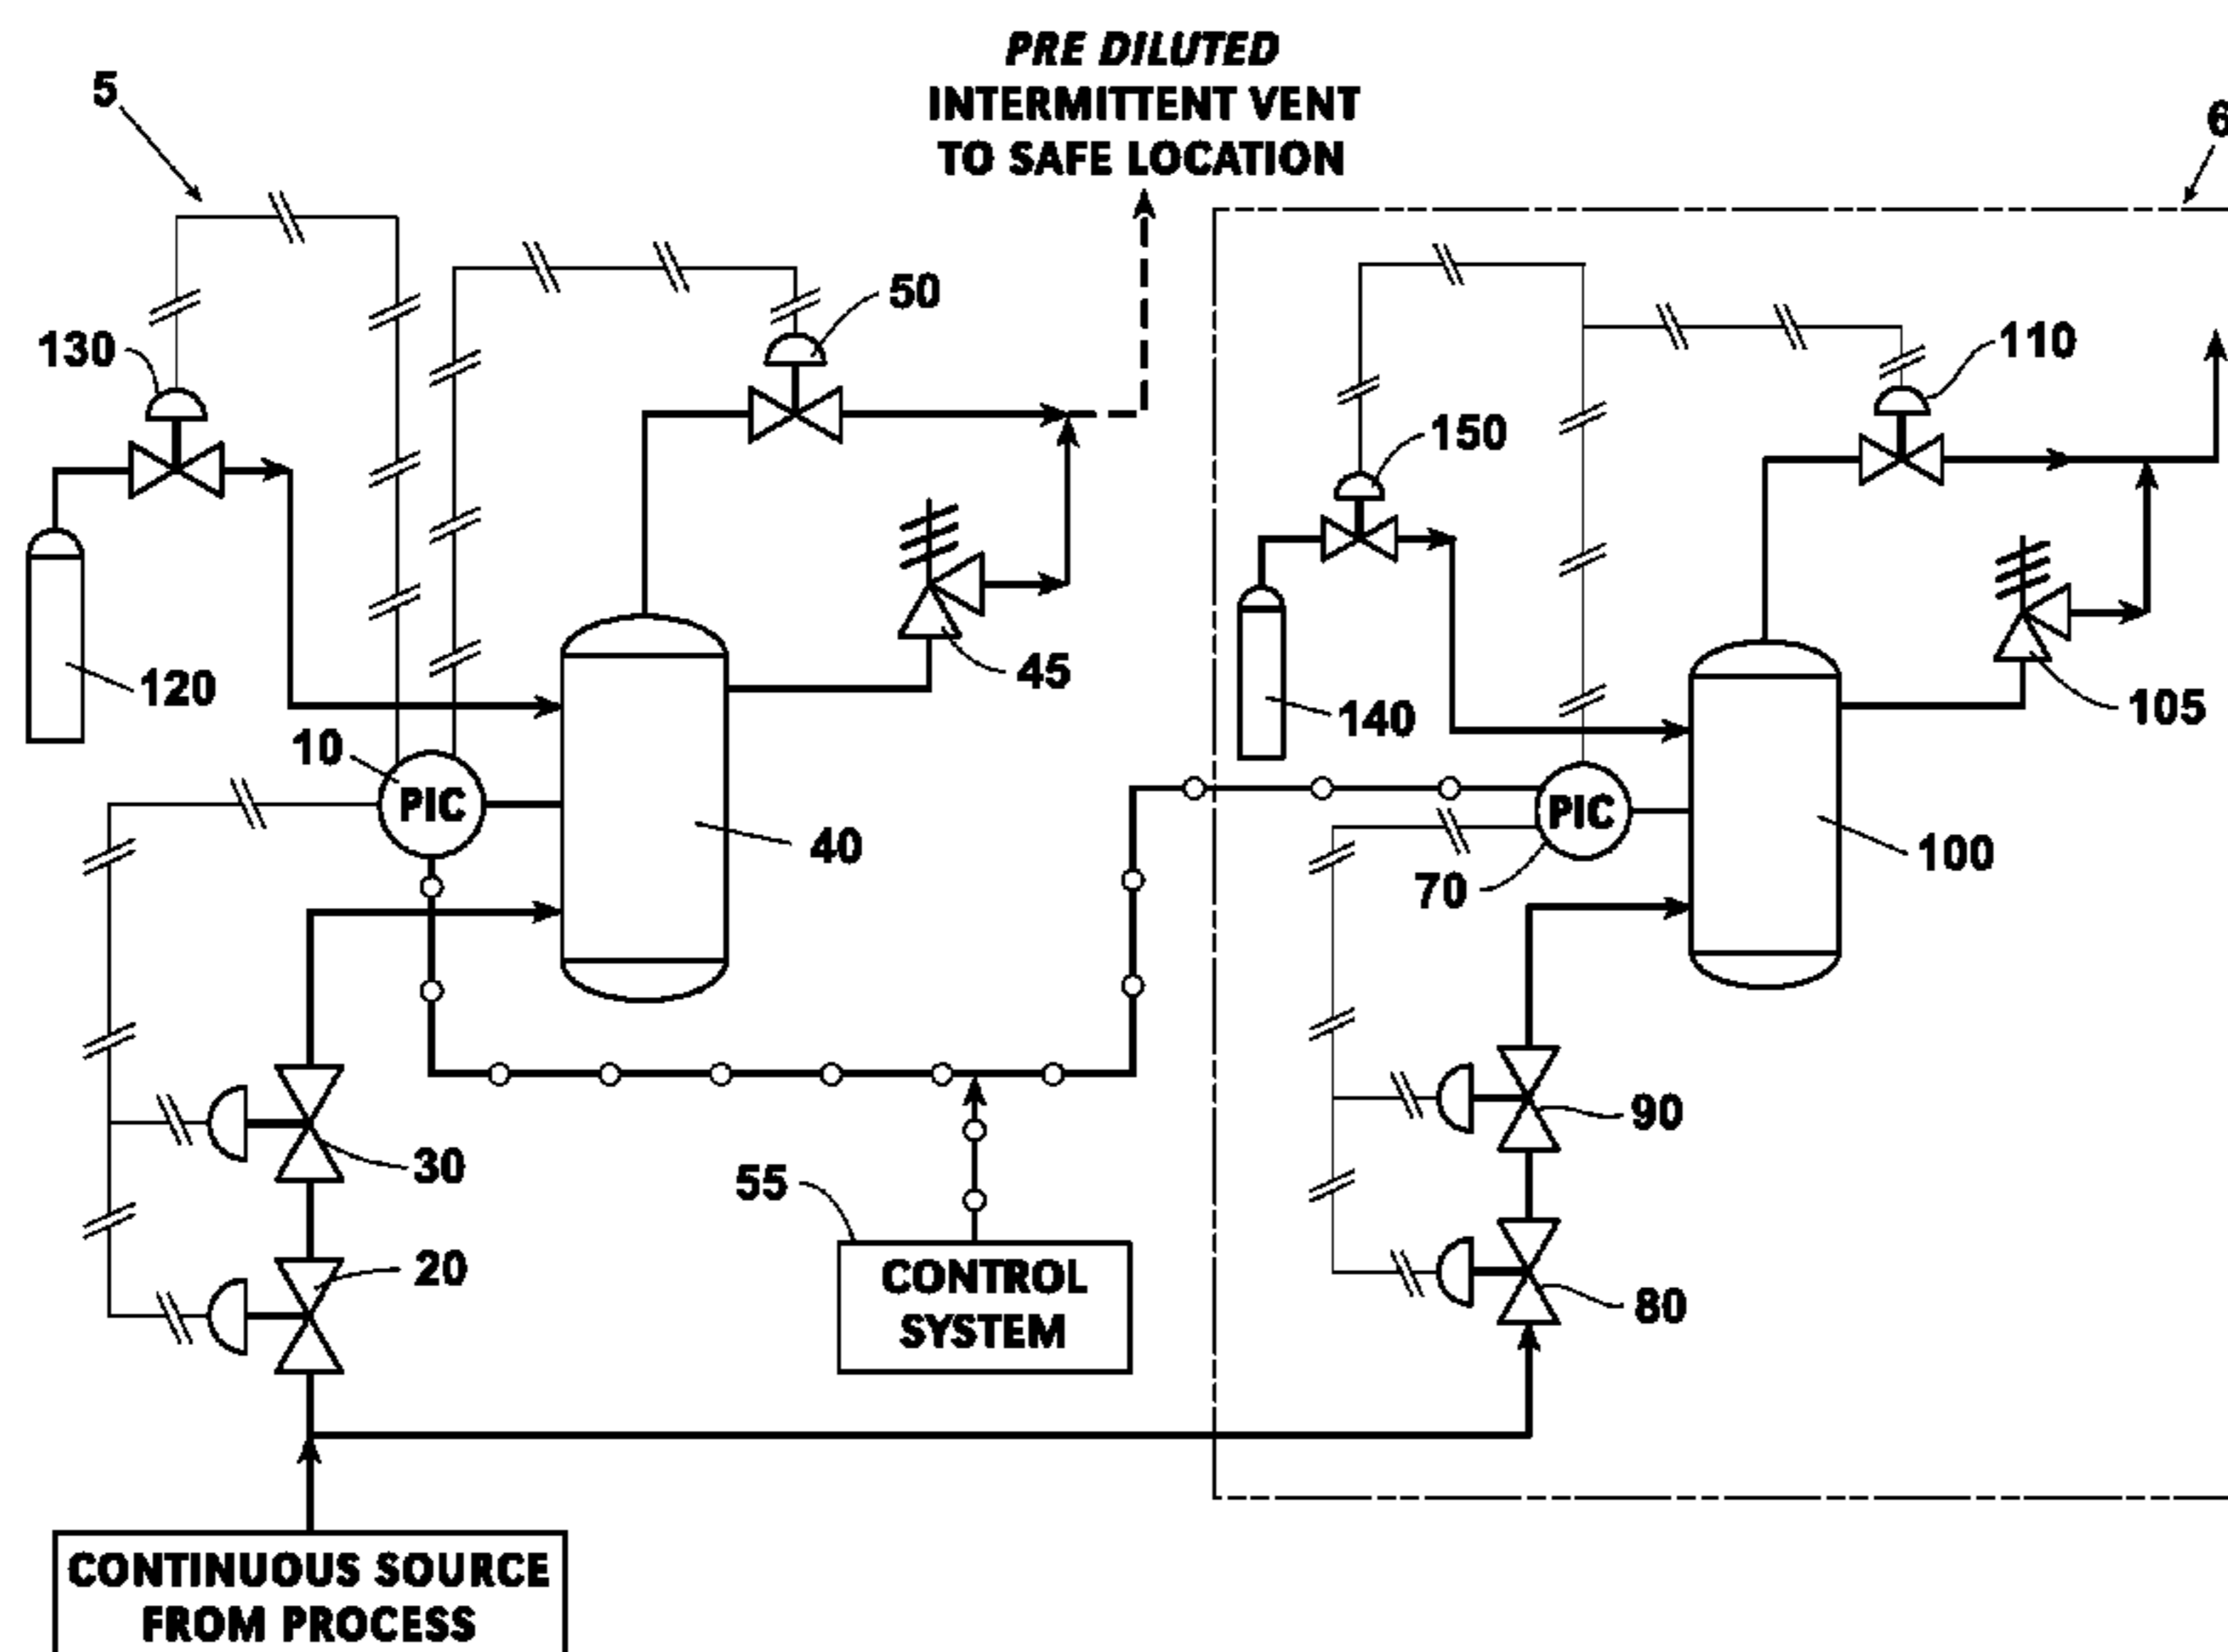 PRE DILUTED
INTERMITTENT VENT
TO SAFE LOCATION
5
6
50
130
110
150
45
120
140
105
10
PIC
PIC
40
100
70
30
90
55
20
CONTROL
SYSTEM
80
CONTINUOUS SOURCE
FROM PROCESS